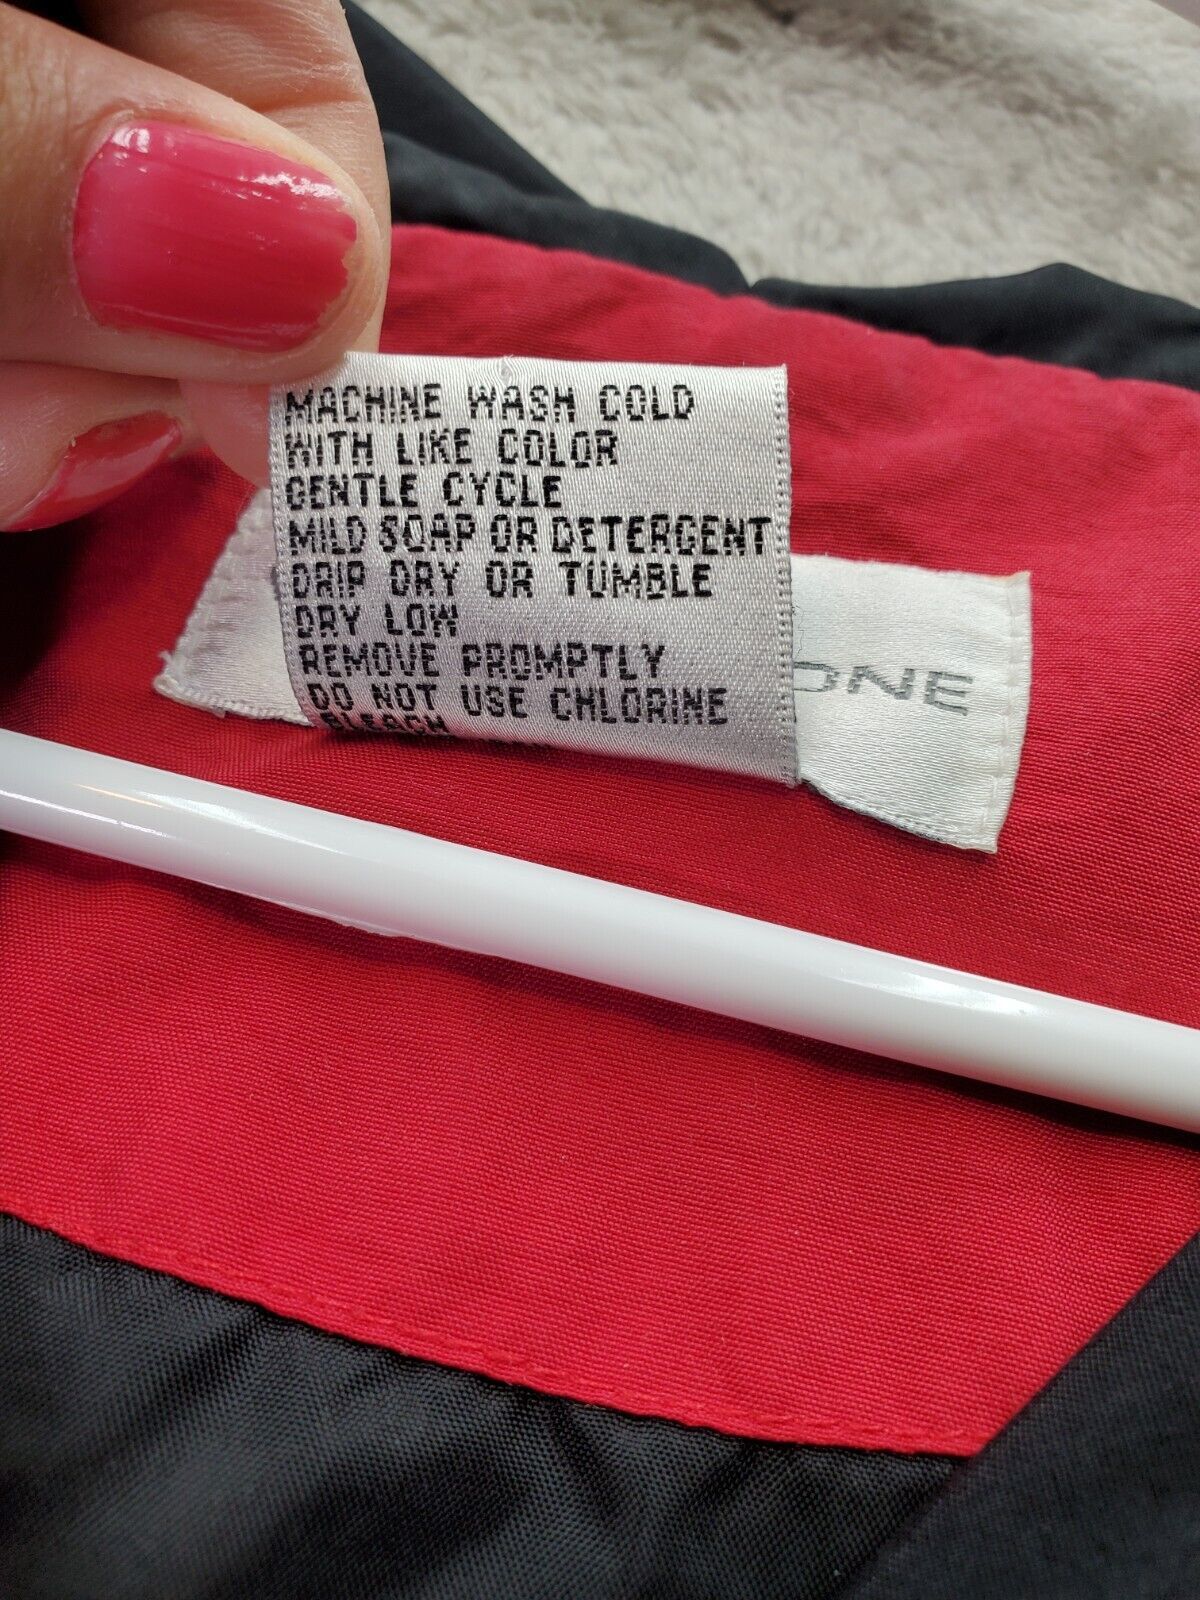 MACHINE WASH COLD
WITH LIKE COLOR
GENTLE CYCLE
MILD SOAP OR DETERGENT
DRIP DRY OR TUMBLE
DRY LOW
REMOVE PROMPTLY
DO NOT USE CHLORINE
BLEACH
ONE